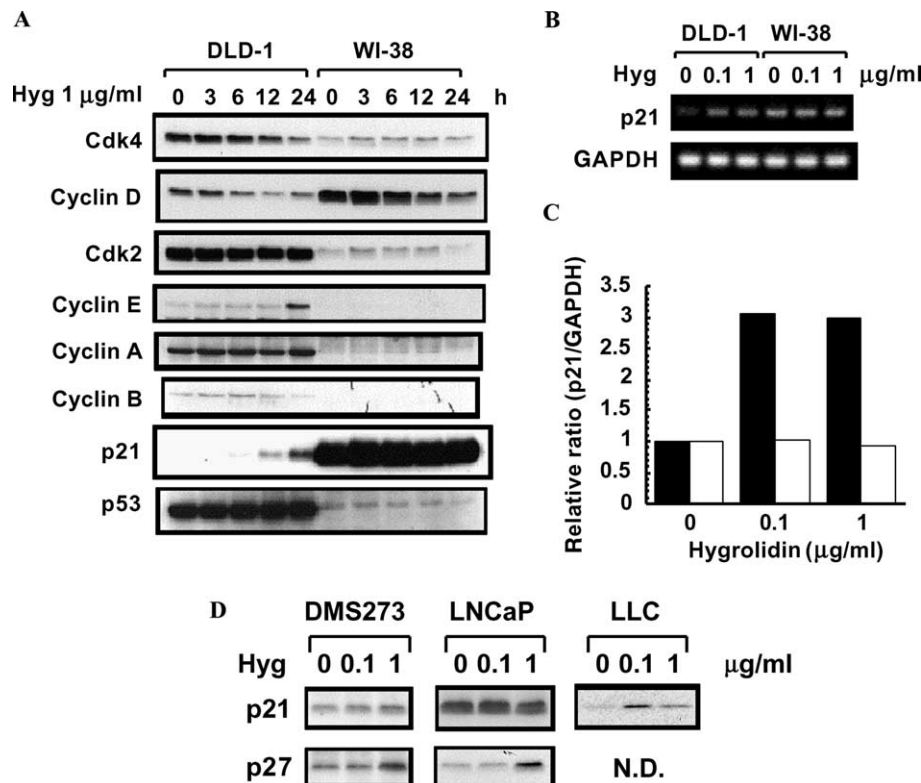 A
DLD-1 WI-38
Hyg 1 μg/ml 0 3 6 12 24 0 3 6 12 24 h
Cdk4
Cyclin D
Cdk2
Cyclin E
Cyclin A
Cyclin B
p21
p53
B
DLD-1 WI-38
Hyg 0 0.1 1 0 0.1 1 μg/ml
p21
GAPDH
C
Relative ratio (p21/GAPDH)
3.5
3
2.5
2
1.5
1
0.5
0
0 0.1 1
Hygrolidin (μg/ml)
D
DMS273 LNCaP LLC
Hyg 0 0.1 1 0 0.1 1 0 0.1 1 μg/ml
p21
p27 N.D.